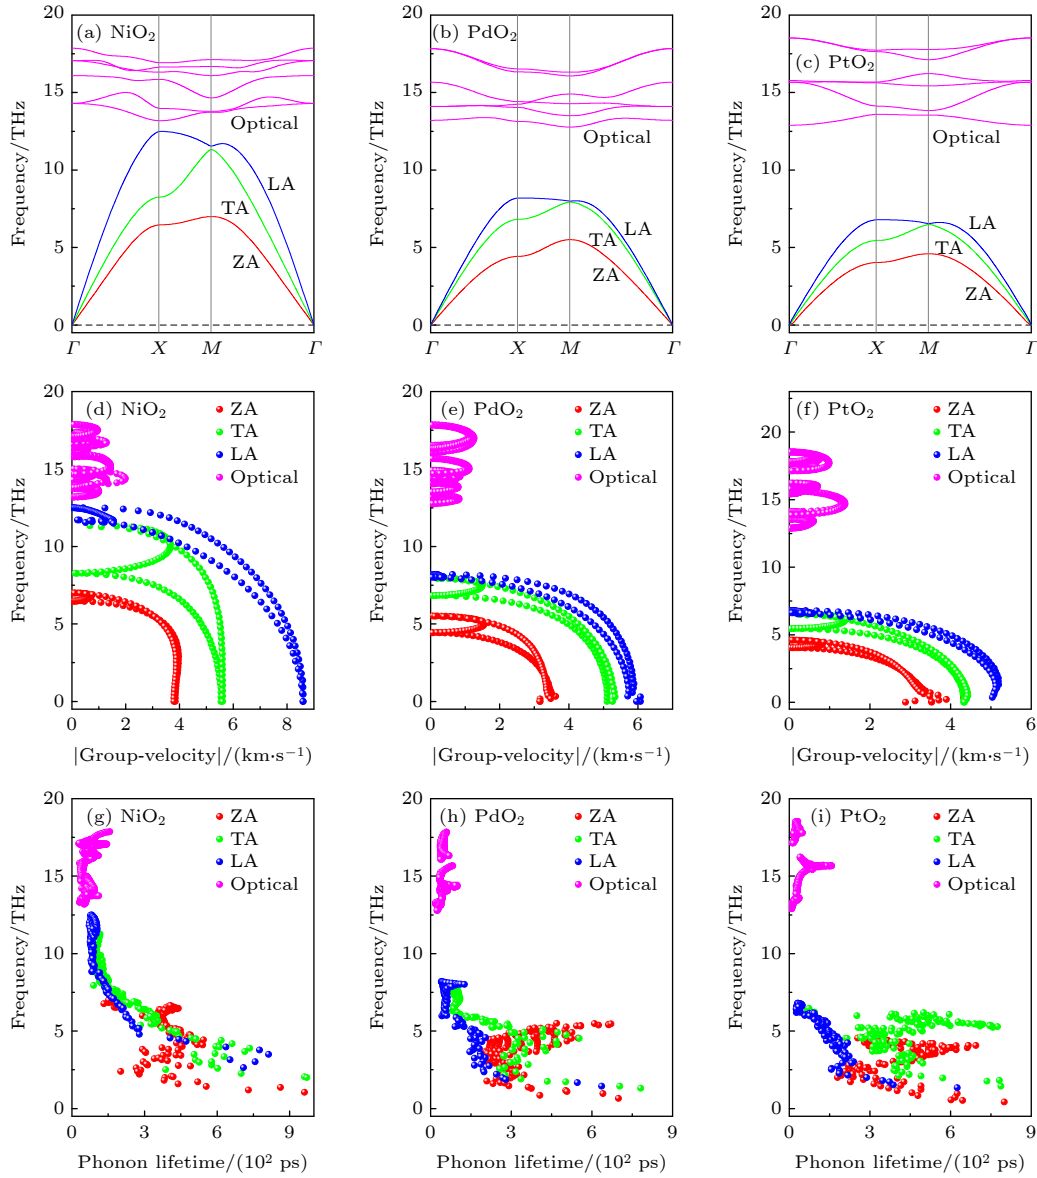 (a) NiO₂
(b) PdO₂
(c) PtO₂
Frequency/THz
Frequency/THz
Frequency/THz
20
15
10
5
0
20
15
10
5
0
20
15
10
5
0
Optical
LA
TA
ZA
Optical
LA
TA
ZA
Optical
LA
TA
ZA
Γ X M Γ
Γ X M Γ
Γ X M Γ
(d) NiO₂
ZA
TA
LA
Optical
(e) PdO₂
ZA
TA
LA
Optical
(f) PtO₂
ZA
TA
LA
Optical
Frequency/THz
Frequency/THz
Frequency/THz
20
15
10
5
0
20
15
10
5
0
20
15
10
5
0
0 2 4 6 8
0 2 4 6
0 2 4 6
|Group-velocity|/(km·s⁻¹)
|Group-velocity|/(km·s⁻¹)
|Group-velocity|/(km·s⁻¹)
(g) NiO₂
ZA
TA
LA
Optical
(h) PdO₂
ZA
TA
LA
Optical
(i) PtO₂
ZA
TA
LA
Optical
Frequency/THz
Frequency/THz
Frequency/THz
20
15
10
5
0
20
15
10
5
0
20
15
10
5
0
0 3 6 9
0 3 6 9
0 3 6 9
Phonon lifetime/(10² ps)
Phonon lifetime/(10² ps)
Phonon lifetime/(10² ps)